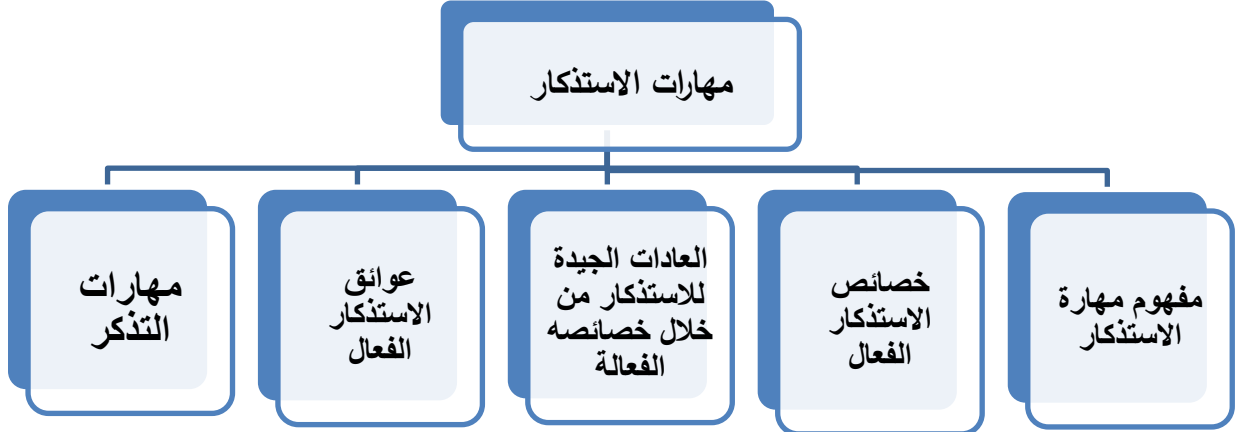 مهارات الاستذكار
مفهوم مهارة
الاستذكار
خصائص
الاستذكار
الفعال
العادات الجيدة
للاستذكار من
خلال خصائصه
الفعالة
عوائق
الاستذكار
الفعال
مهارات
التذكر